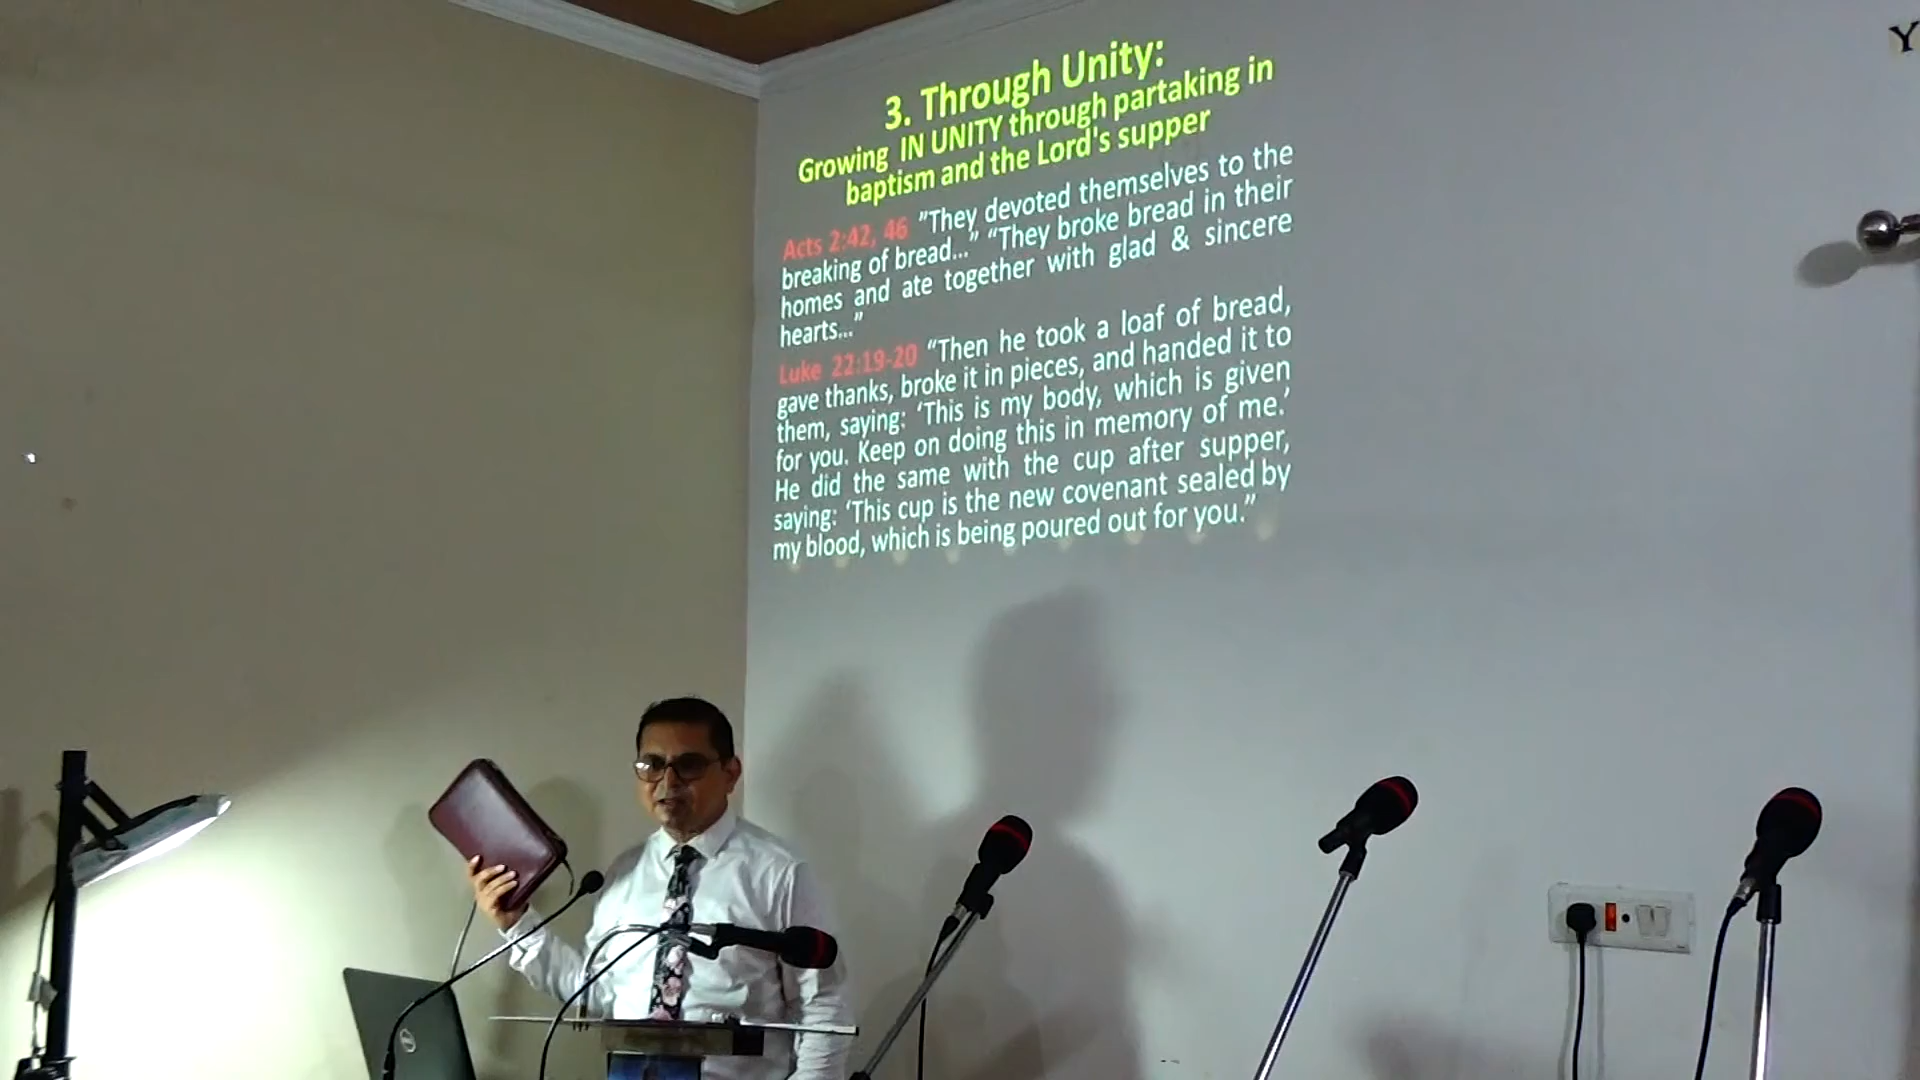 3. Through Unity:
Growing IN UNITY through partaking in
baptism and the Lord's supper
Acts 2:42, 46 "They devoted themselves to the
breaking of bread..." “They broke bread in their
homes and ate together with glad & sincere
hearts...”
Luke 22:19-20 “Then he took a loaf of bread,
gave thanks, broke it in pieces, and handed it to
them, saying: ‘This is my body, which is given
for you. Keep on doing this in memory of me.’
He did the same with the cup after supper,
saying: ‘This cup is the new covenant sealed by
my blood, which is being poured out for you.”
Y
DELL